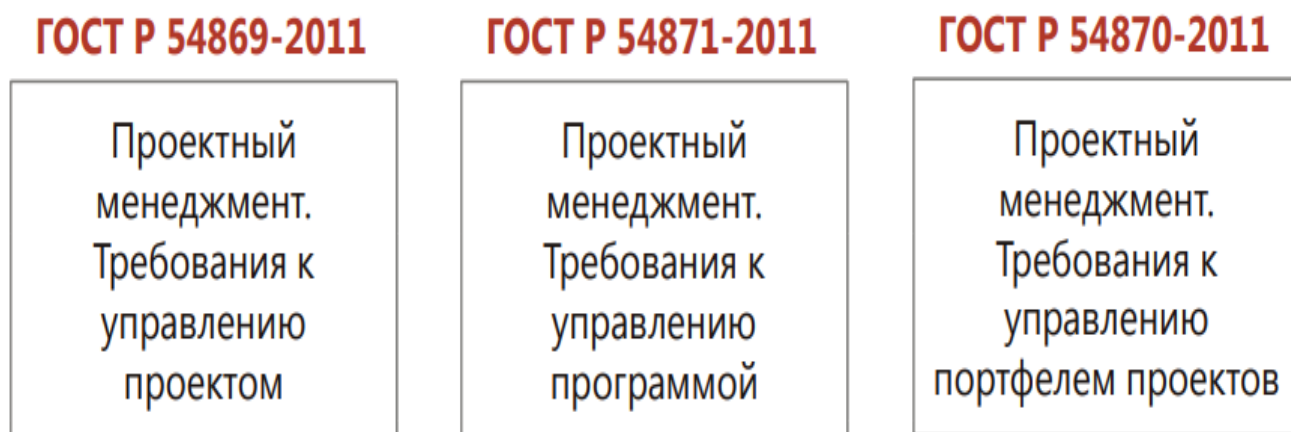 ГОСТ Р 54869-2011
Проектный
менеджмент.
Требования к
управлению
проектом
ГОСТ Р 54871-2011
Проектный
менеджмент.
Требования к
управлению
программой
ГОСТ Р 54870-2011
Проектный
менеджмент.
Требования к
управлению
портфелем проектов